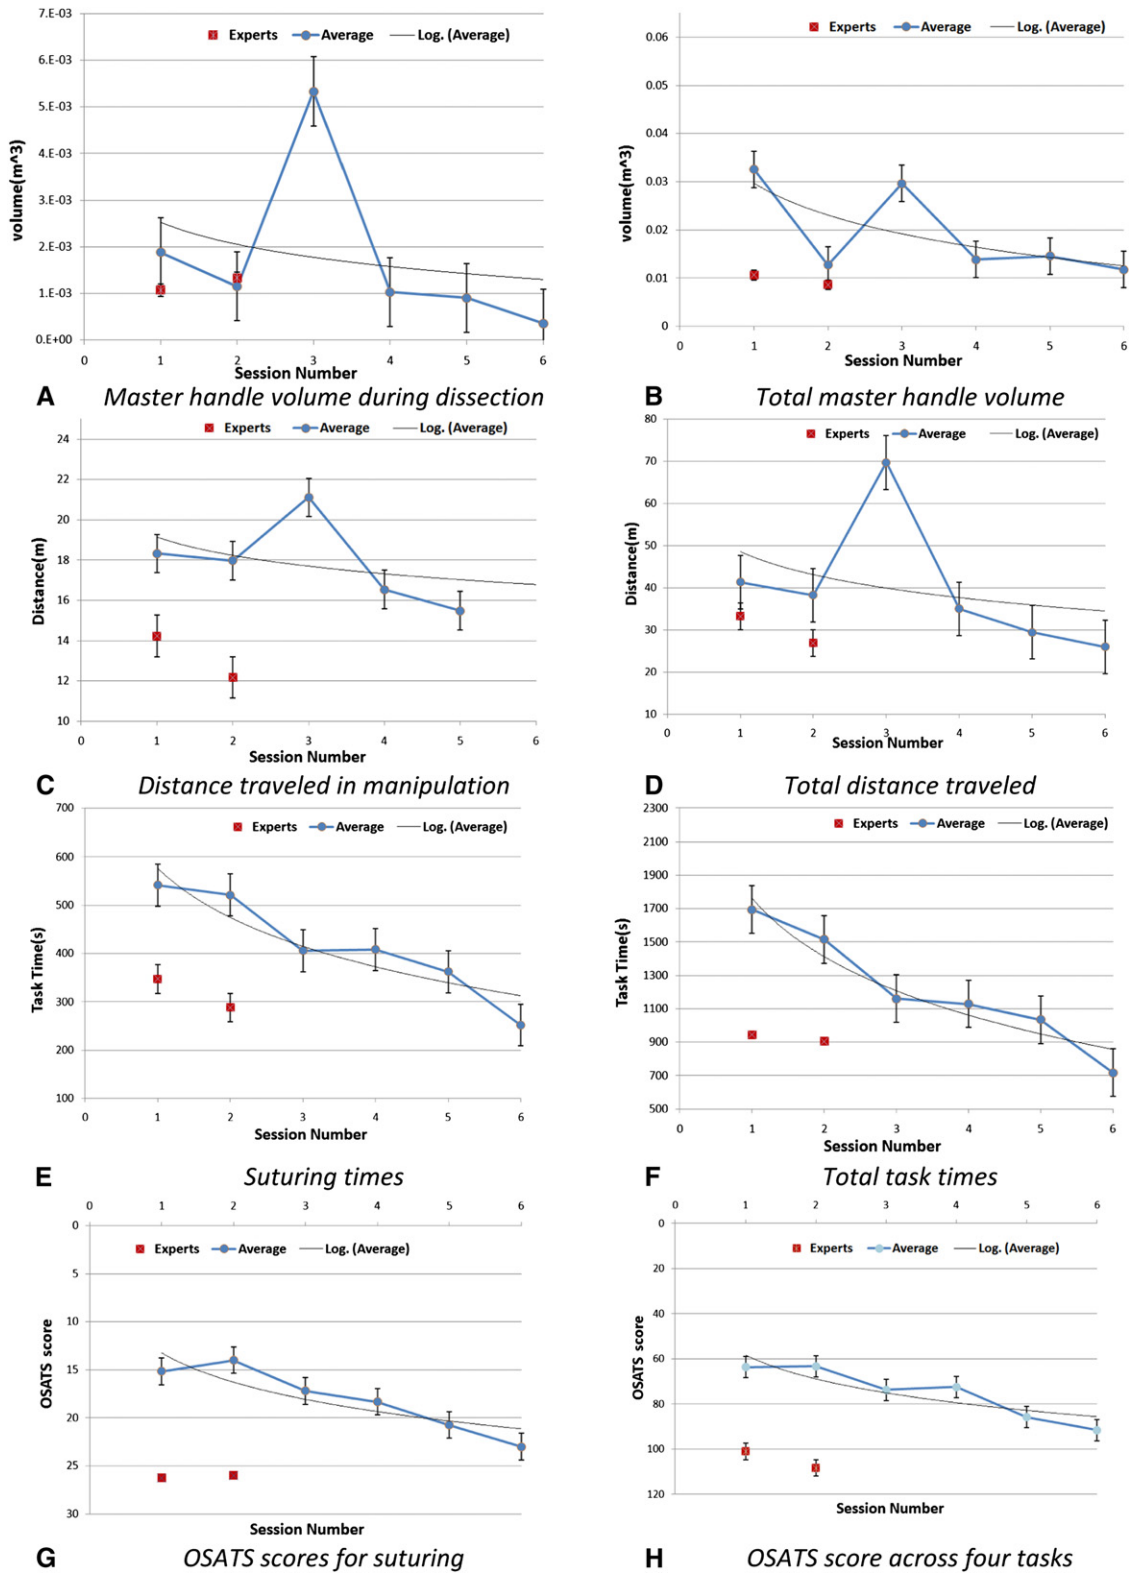 7.E-03
6.E-03
5.E-03
4.E-03
3.E-03
2.E-03
1.E-03
0.E+00
volume(m^3)
Experts Average Log. (Average)
0 1 2 3 4 5 6
Session Number
A Master handle volume during dissection
0.06
0.05
0.04
0.03
0.02
0.01
0
volume(m^3)
Experts Average Log. (Average)
0 1 2 3 4 5 6
Session Number
B Total master handle volume
24
22
20
18
16
14
12
10
Distance(m)
Experts Average Log. (Average)
0 1 2 3 4 5 6
Session Number
C Distance traveled in manipulation
80
70
60
50
40
30
20
10
Distance(m)
Experts Average Log. (Average)
0 1 2 3 4 5 6
Session Number
D Total distance traveled
700
600
500
400
300
200
100
Task Time(s)
Experts Average Log. (Average)
0 1 2 3 4 5 6
Session Number
E Suturing times
2300
2100
1900
1700
1500
1300
1100
900
700
500
Task Time(s)
Experts Average Log. (Average)
0 1 2 3 4 5 6
Session Number
F Total task times
0 1 2 3 4 5 6
0
5
10
15
20
25
30
OSATS score
Experts Average Log. (Average)
Session Number
G OSATS scores for suturing
0 1 2 3 4 5 6
0
20
40
60
80
100
120
OSATS score
Experts Average Log. (Average)
Session Number
H OSATS score across four tasks